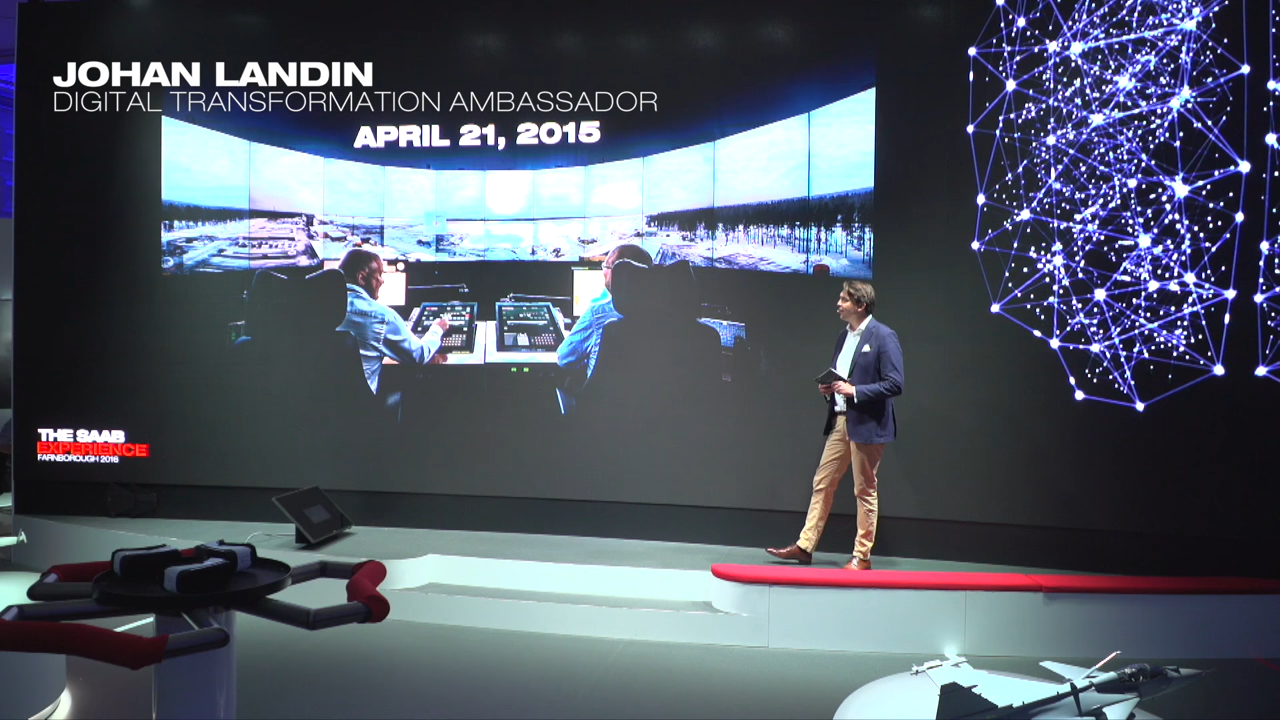 JOHAN LANDIN
DIGITAL TRANSFORMATION AMBASSADOR
APRIL 21, 2015
THE SAAB
EXPERIENCE
FARNBOROUGH 2016